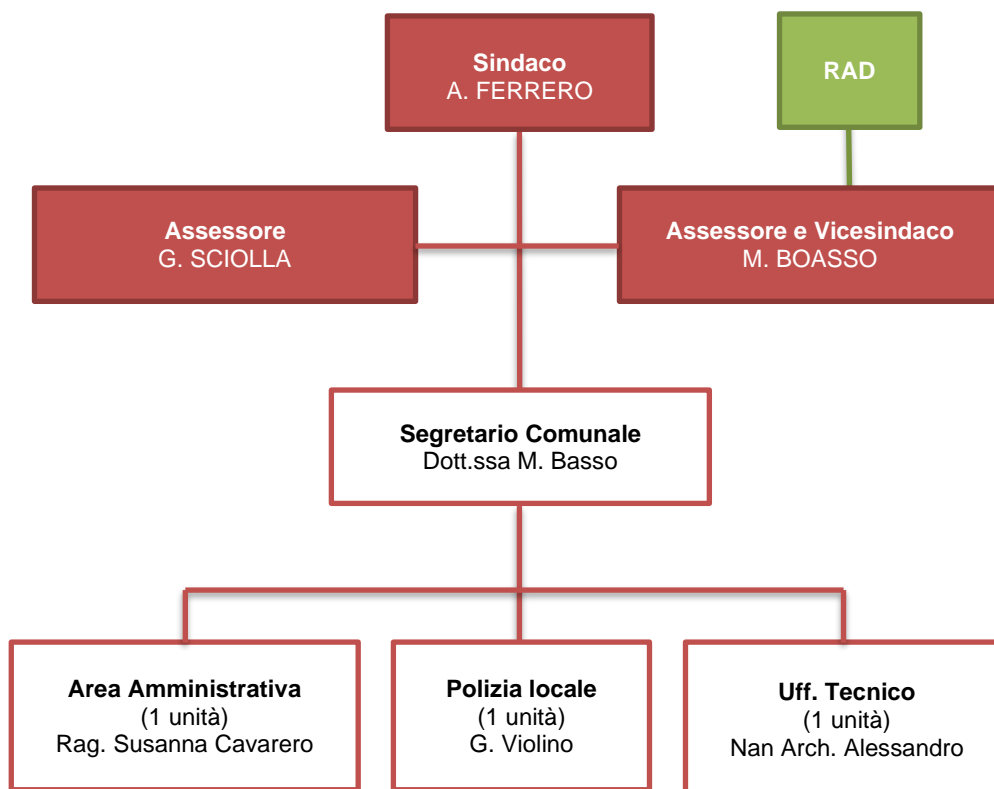 Sindaco
A. FERRERO
RAD
Assessore
G. SCIOLLA
Assessore e Vicesindaco
M. BOASSO
Segretario Comunale
Dott.ssa M. Basso
Area Amministrativa
(1 unità)
Rag. Susanna Cavarero
Polizia locale
(1 unità)
G. Violino
Uff. Tecnico
(1 unità)
Nan Arch. Alessandro